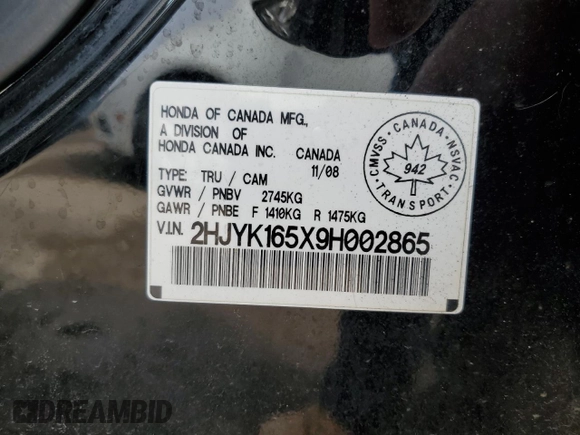 HONDA OF CANADA MFG.,
A DIVISION OF
HONDA CANADA INC. CANADA
11/08
TYPE: TRU / CAM
GVWR / PNBV 2745KG
GAWR / PNBE F 1410KG R 1475KG
V.I.N. 2HJYK165X9H002865
CMVSS · CANADA · NSVAC
942
· TRANSPORT ·
DREAMBID